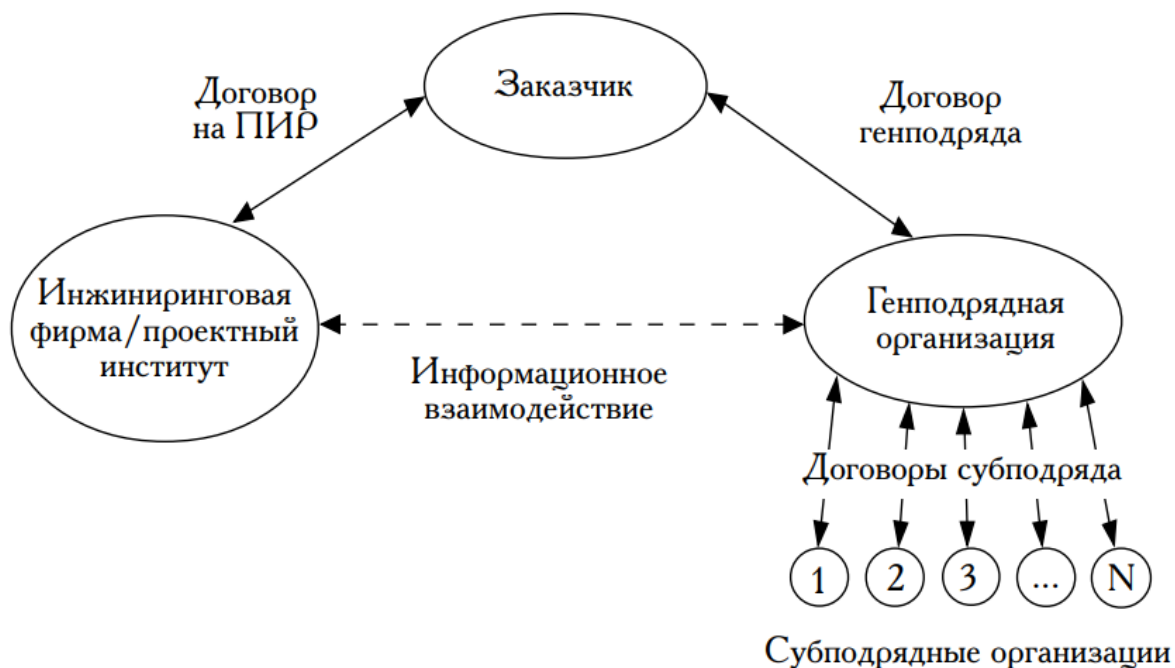 Заказчик
Договор
на ПИР
Договор
генподряда
Инжиниринговая
фирма/проектный
институт
Генподрядная
организация
Информационное
взаимодействие
Договоры субподряда
1 2 3 ... N
Субподрядные организации